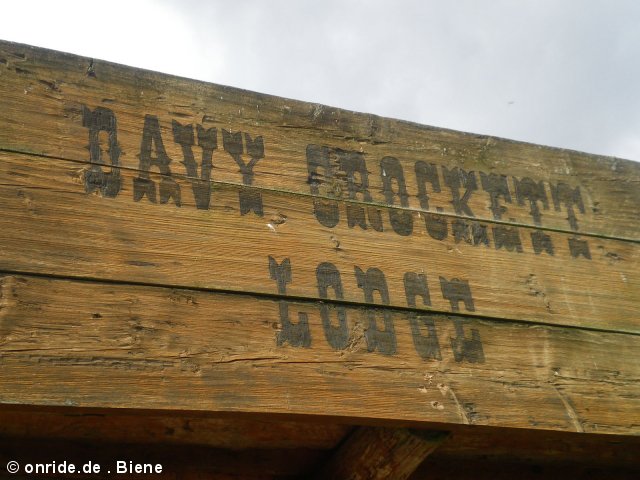 DAVY CROCKETT
LODGE
© onride.de . Biene